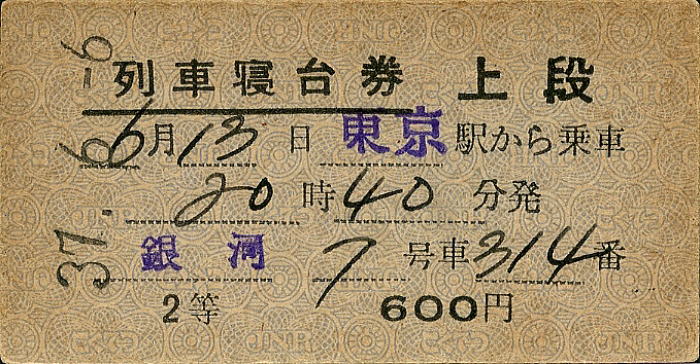 列車寝台券 上段
6月13日 東京駅から乗車
20時40分発
銀河 7号車314番
2等 600円
37.6.-6